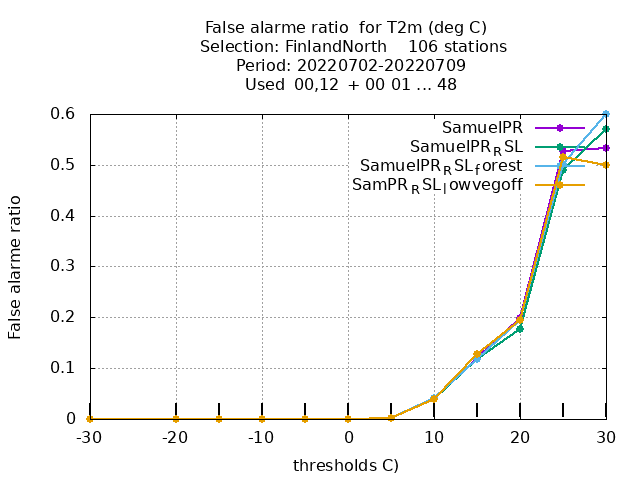 False alarme ratio  for T2m (deg C)
Selection: FinlandNorth    106 stations
Period: 20220702-20220709
Used  00,12  + 00 01 ... 48
False alarme ratio
0.6
0.5
0.4
0.3
0.2
0.1
0
SamuelPR
SamuelPR_RSL
SamuelPR_RSL_forest
SamPR_RSL_lowvegoff
-30 -20 -10 0 10 20 30
thresholds C)